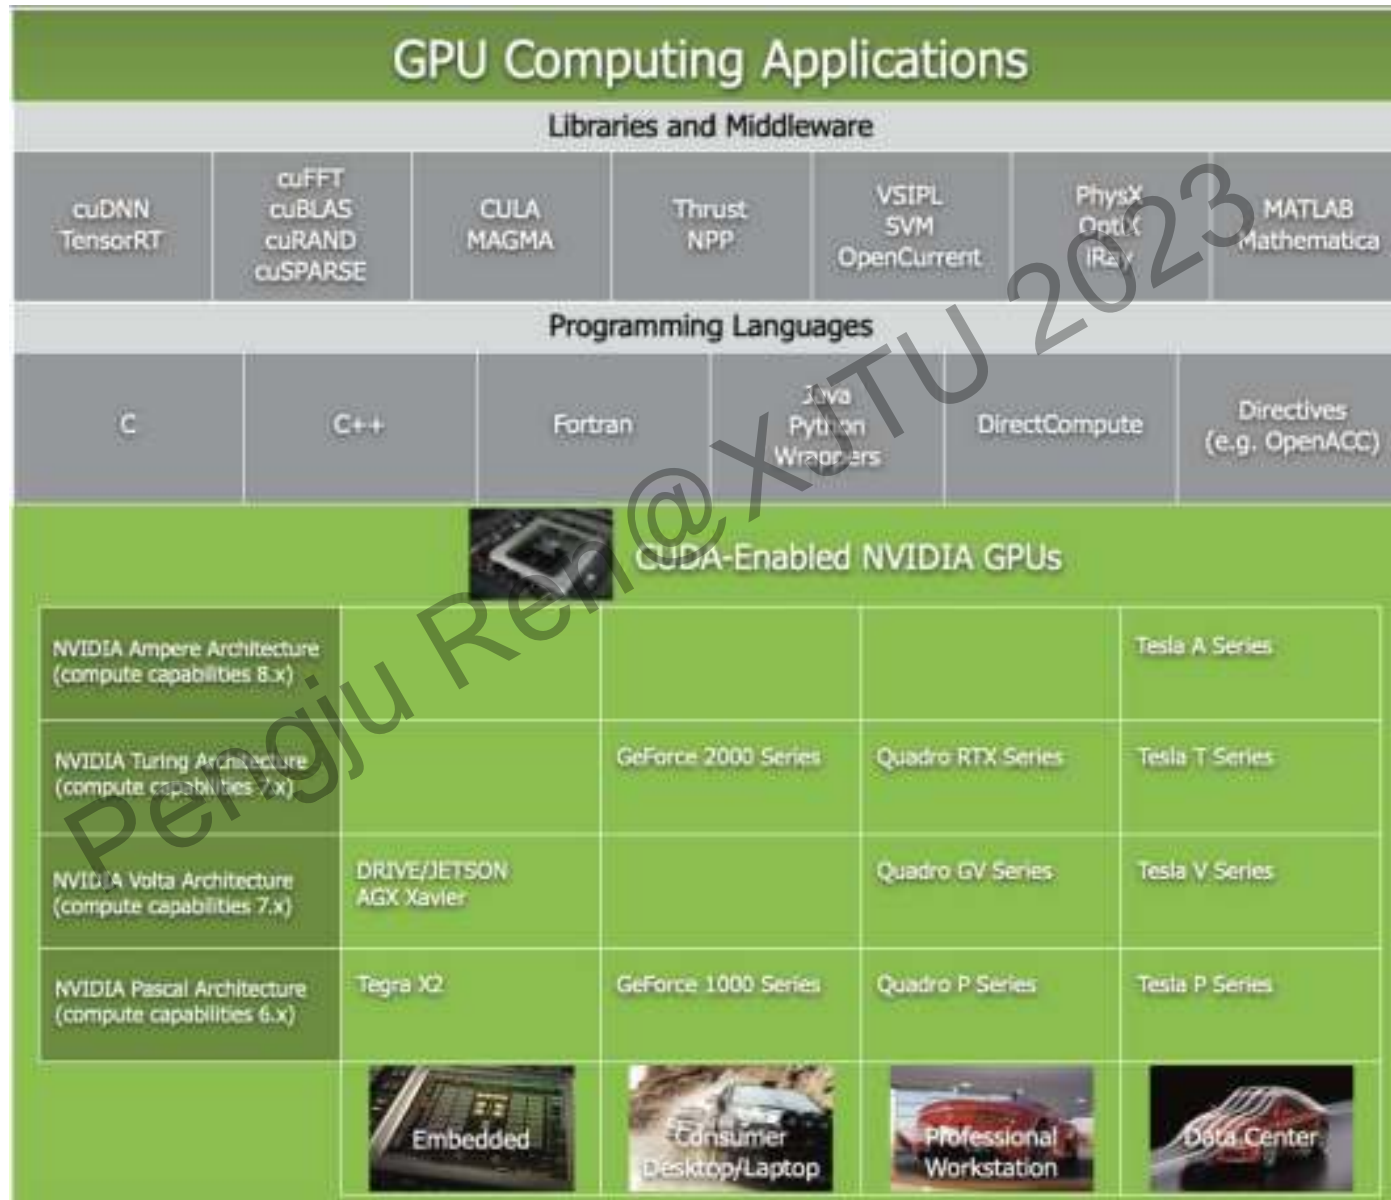 GPU Computing Applications
Libraries and Middleware
cuDNN
TensorRT
cuFFT
cuBLAS
cuRAND
cuSPARSE
CULA
MAGMA
Thrust
NPP
VSIPL
SVM
OpenCurrent
PhysX
OptiX
iRay
MATLAB
Mathematica
Programming Languages
C
C++
Fortran
Java
Python
Wrappers
DirectCompute
Directives
(e.g. OpenACC)
CUDA-Enabled NVIDIA GPUs
NVIDIA Ampere Architecture
(compute capabilities 8.x)
Tesla A Series
NVIDIA Turing Architecture
(compute capabilities 7.x)
GeForce 2000 Series
Quadro RTX Series
Tesla T Series
NVIDIA Volta Architecture
(compute capabilities 7.x)
DRIVE/JETSON
AGX Xavier
Quadro GV Series
Tesla V Series
NVIDIA Pascal Architecture
(compute capabilities 6.x)
Tegra X2
GeForce 1000 Series
Quadro P Series
Tesla P Series
Embedded
Consumer
Desktop/Laptop
Professional
Workstation
Data Center
Pengju Ren@XJTU 2023